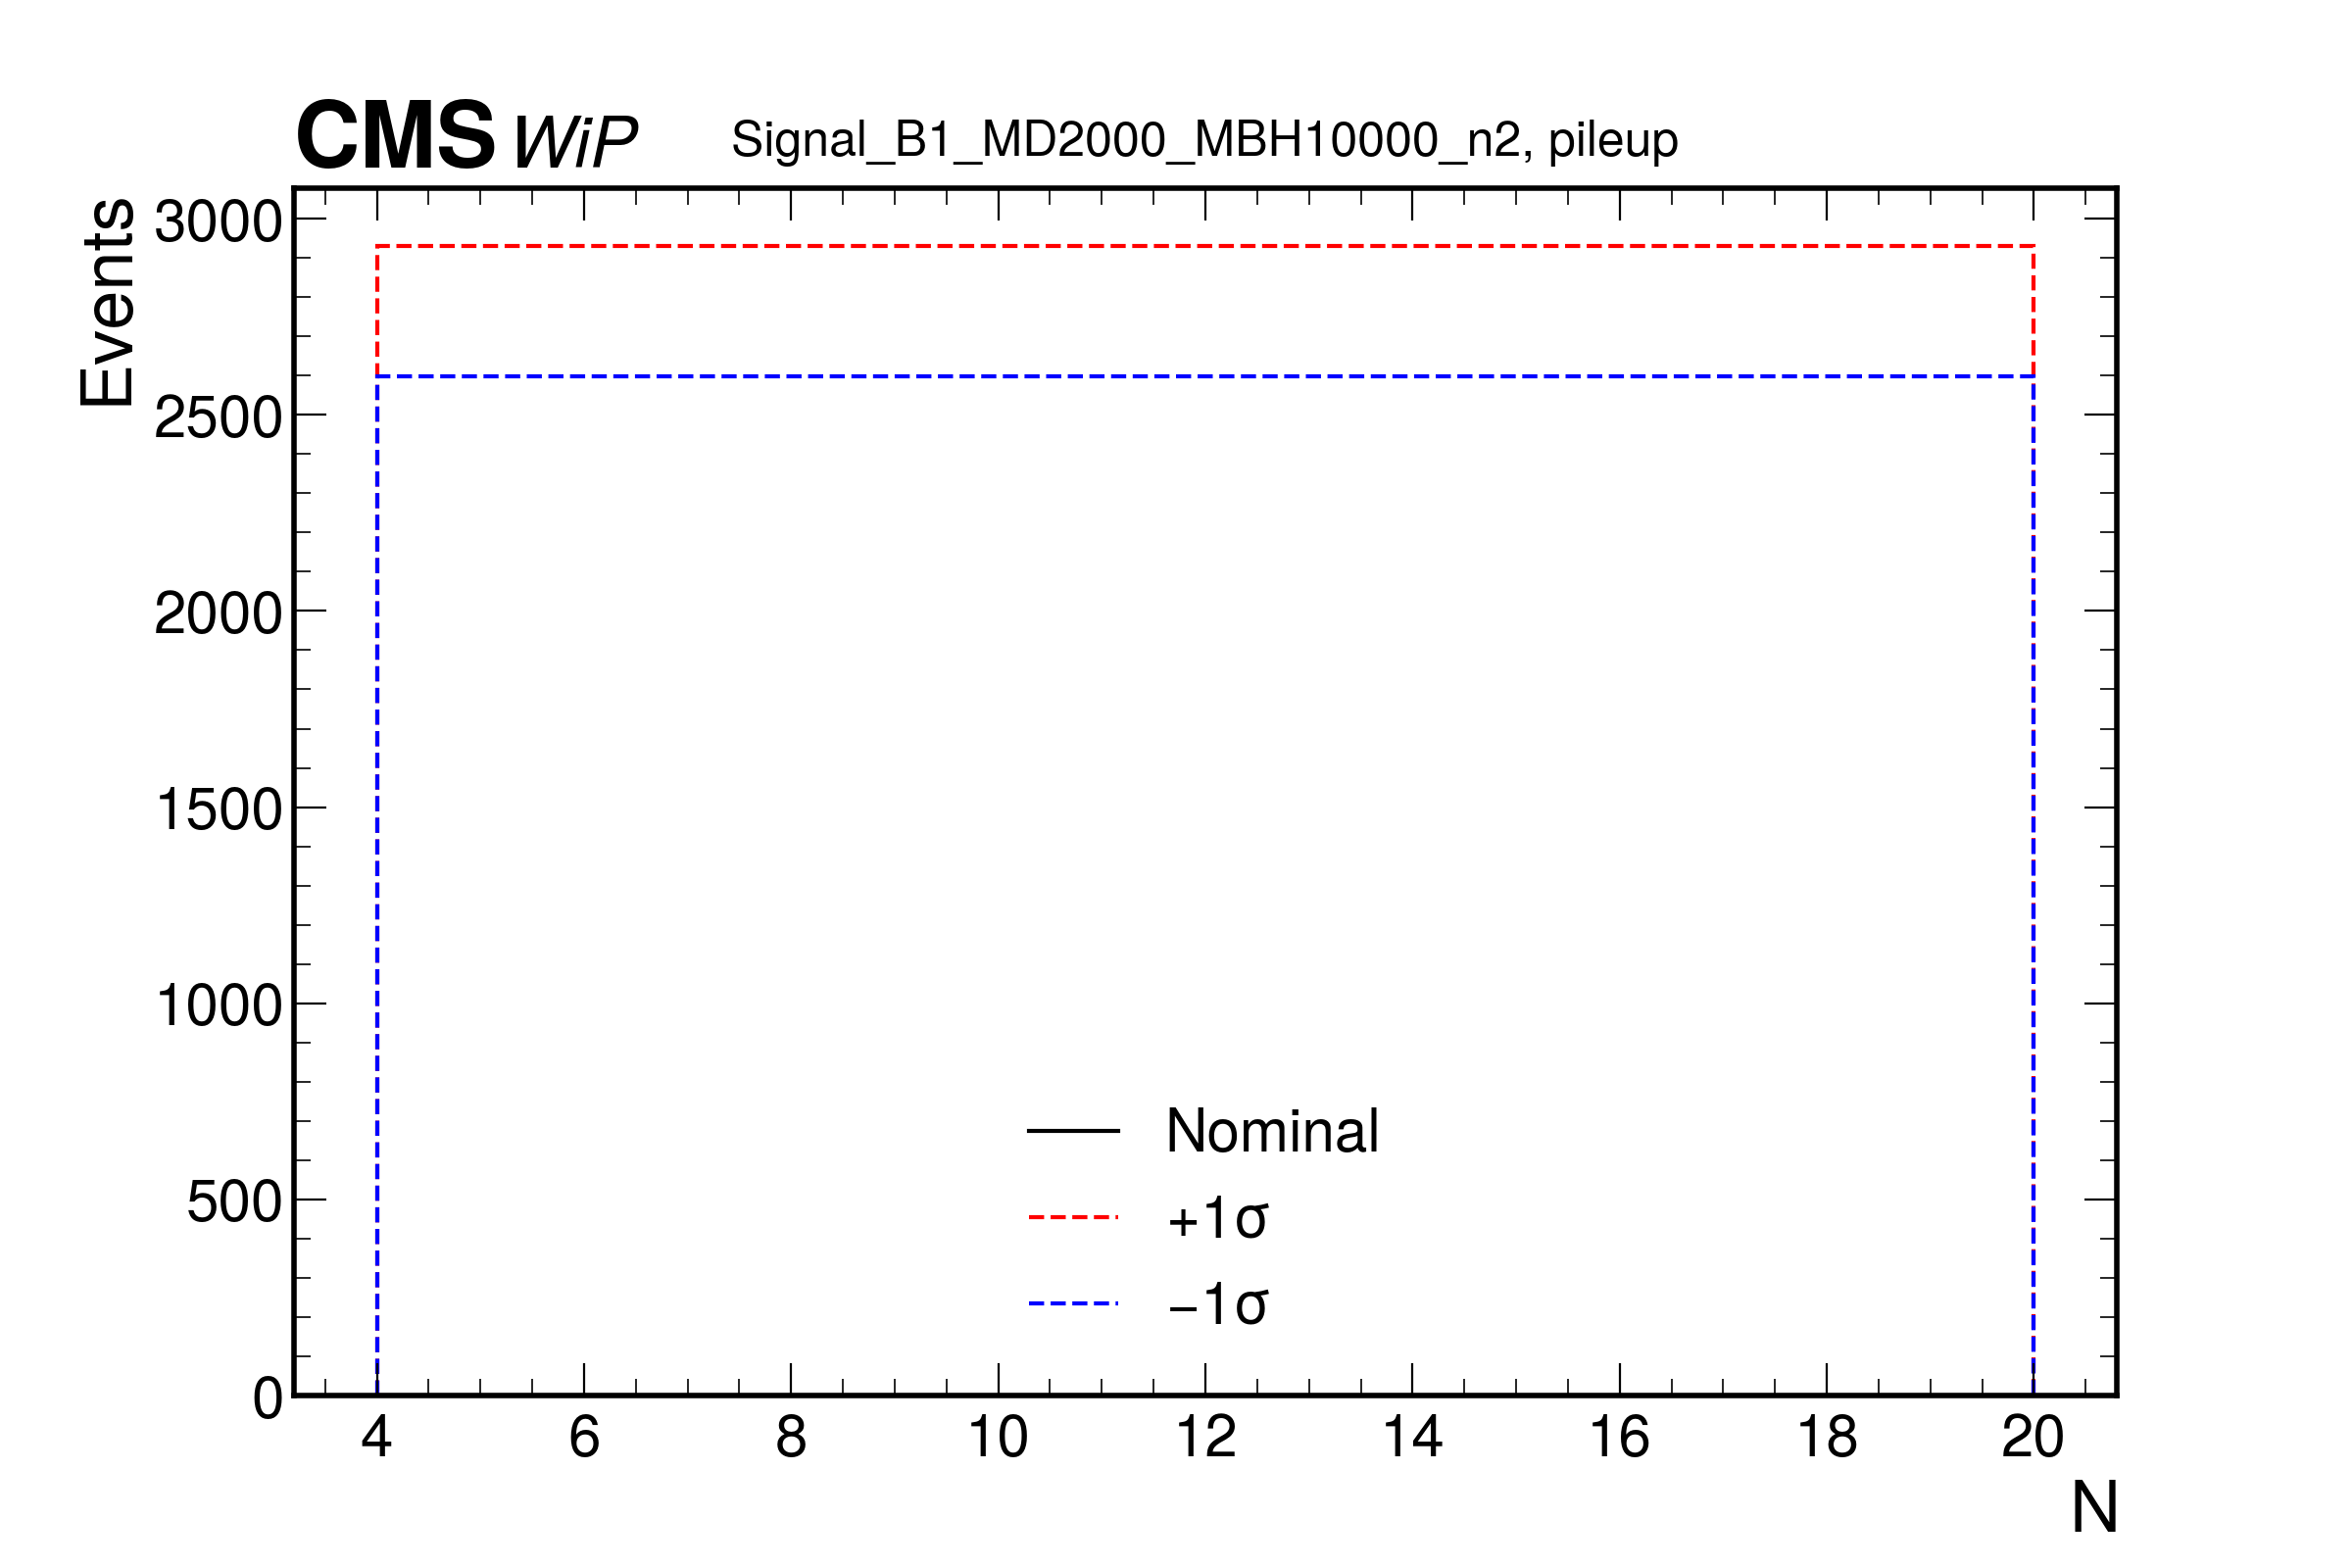 CMS WiP Signal_B1_MD2000_MBH10000_n2, pileup
Events
3000
2500
2000
1500
1000
500
0
Nominal
+1σ
−1σ
4 6 8 10 12 14 16 18 20
N